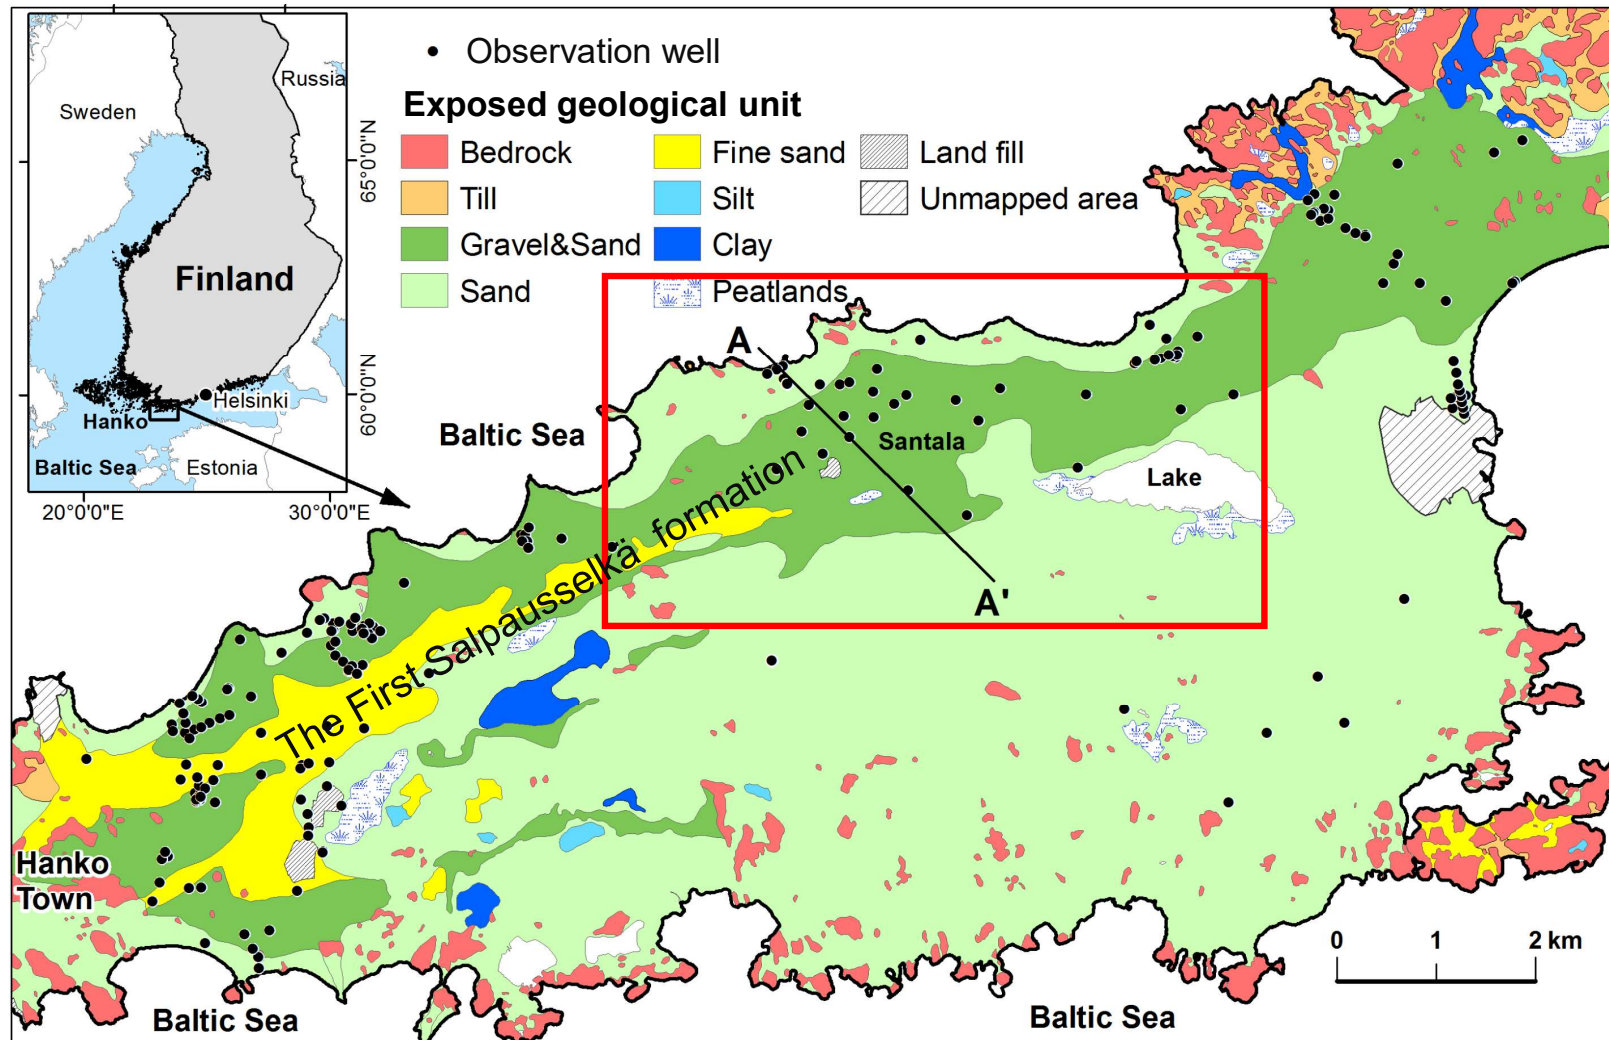 Russia
Sweden
Finland
Helsinki
Hanko
Baltic Sea
Estonia
65°0'0"N
60°0'0"N
20°0'0"E
30°0'0"E
Observation well
Exposed geological unit
Bedrock
Fine sand
Land fill
Till
Silt
Unmapped area
Gravel&Sand
Clay
Sand
Peatlands
A
Baltic Sea
Santala
Lake
A'
The First Salpausselkä formation
Hanko
Town
0 1 2 km
Baltic Sea
Baltic Sea